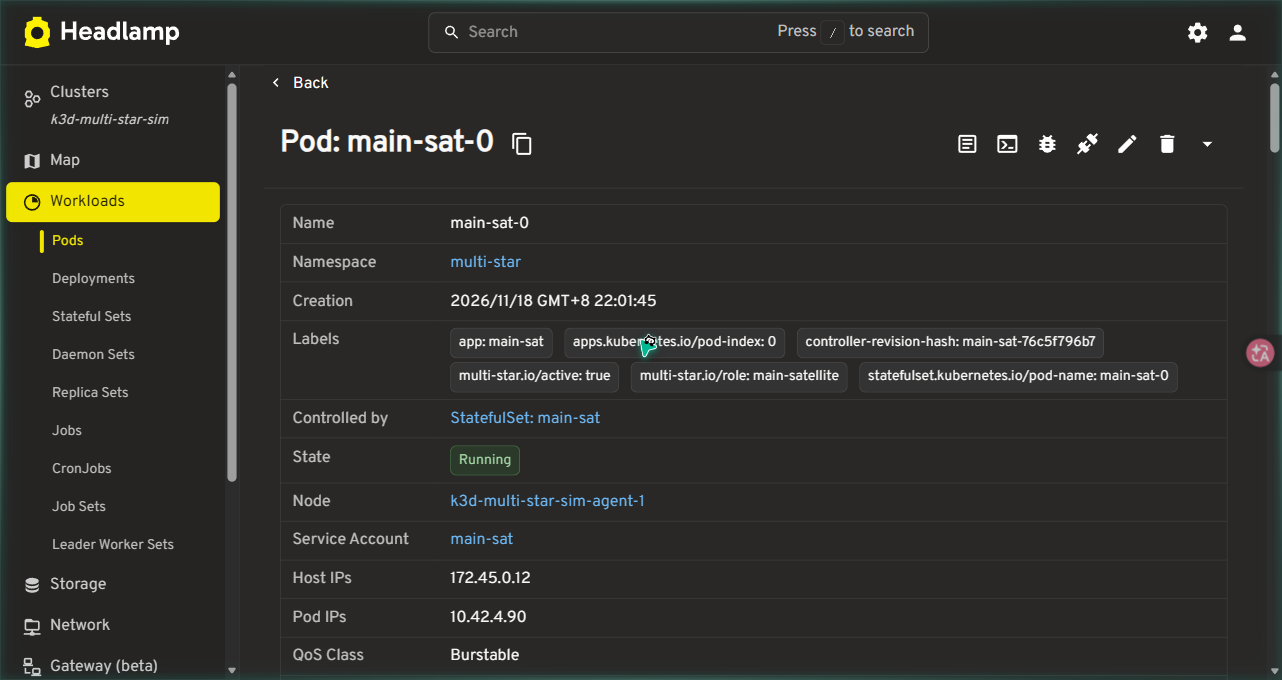 Headlamp
Search Press / to search
Clusters
k3d-multi-star-sim
Map
Workloads
Pods
Deployments
Stateful Sets
Daemon Sets
Replica Sets
Jobs
CronJobs
Job Sets
Leader Worker Sets
Storage
Network
Gateway (beta)
Back
Pod: main-sat-0
Name main-sat-0
Namespace multi-star
Creation 2026/11/18 GMT+8 22:01:45
Labels app: main-sat apps.kubernetes.io/pod-index: 0 controller-revision-hash: main-sat-76c5f796b7
multi-star.io/active: true multi-star.io/role: main-satellite statefulset.kubernetes.io/pod-name: main-sat-0
Controlled by StatefulSet: main-sat
State Running
Node k3d-multi-star-sim-agent-1
Service Account main-sat
Host IPs 172.45.0.12
Pod IPs 10.42.4.90
QoS Class Burstable